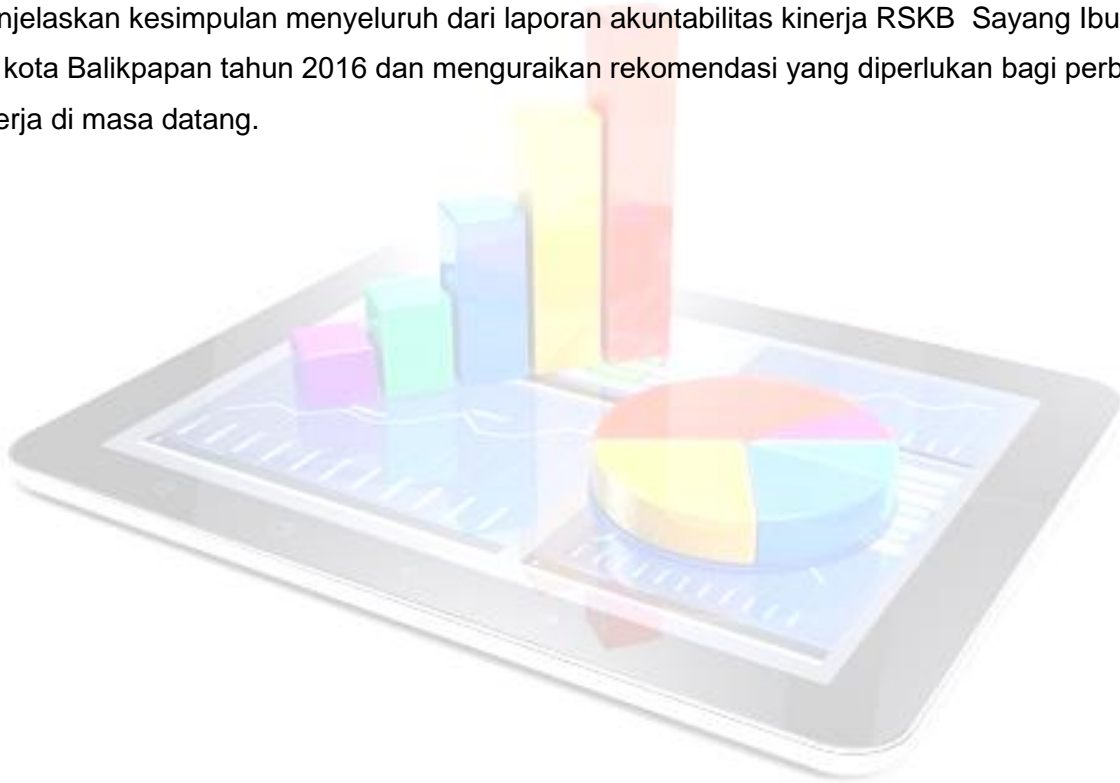 njelaskan kesimpulan menyeluruh dari laporan akuntabilitas kinerja RSKB  Sayang Ibu
kota Balikpapan tahun 2016 dan menguraikan rekomendasi yang diperlukan bagi perb
erja di masa datang.